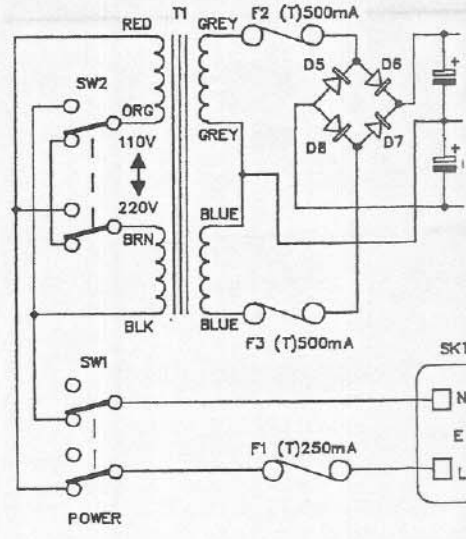 RED
T1
GREY
F2 (T)500mA
D5
D6
SW2
ORG
110V
GREY
D8
D7
220V
BRN
BLUE
BLK
BLUE
F3 (T)500mA
SW1
SKT
N
E
F1 (T)250mA
L
POWER